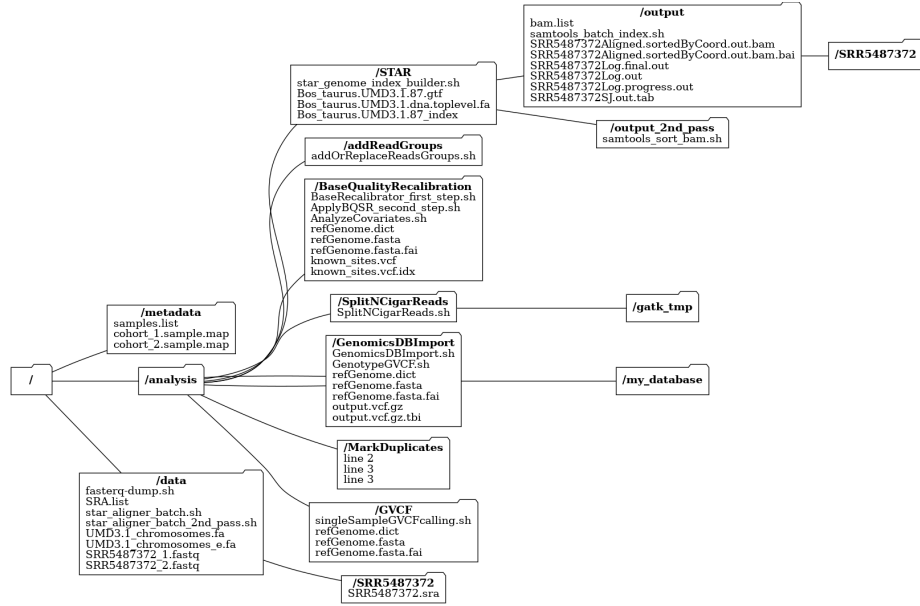 /output
bam.list
samtools_batch_index.sh
SRR5487372Aligned.sortedByCoord.out.bam
SRR5487372Aligned.sortedByCoord.out.bam.bai
SRR5487372Log.final.out
SRR5487372Log.out
SRR5487372Log.progress.out
SRR5487372SJ.out.tab
/SRR5487372
/STAR
star_genome_index_builder.sh
Bos_taurus.UMD3.1.87.gtf
Bos_taurus.UMD3.1.dna.toplevel.fa
Bos_taurus.UMD3.1.87_index
/output_2nd_pass
samtools_sort_bam.sh
/addReadGroups
addOrReplaceReadsGroups.sh
/BaseQualityRecalibration
BaseRecalibrator_first_step.sh
ApplyBQSR_second_step.sh
AnalyzeCovariates.sh
refGenome.dict
refGenome.fasta
refGenome.fasta.fai
known_sites.vcf
known_sites.vcf.idx
/SplitNCigarReads
SplitNCigarReads.sh
/gatk_tmp
/metadata
samples.list
cohort_1.sample.map
cohort_2.sample.map
/
/analysis
/GenomicsDBImport
GenomicsDBImport.sh
GenotypeGVCF.sh
refGenome.dict
refGenome.fasta
refGenome.fasta.fai
output.vcf.gz
output.vcf.gz.tbi
/my_database
/MarkDuplicates
line 2
line 3
line 3
/data
fasterq-dump.sh
SRA.list
star_aligner_batch.sh
star_aligner_batch_2nd_pass.sh
UMD3.1_chromosomes.fa
UMD3.1_chromosomes_e.fa
SRR5487372_1.fastq
SRR5487372_2.fastq
/GVCF
singleSampleGVCFcalling.sh
refGenome.dict
refGenome.fasta
refGenome.fasta.fai
/SRR5487372
SRR5487372.sra